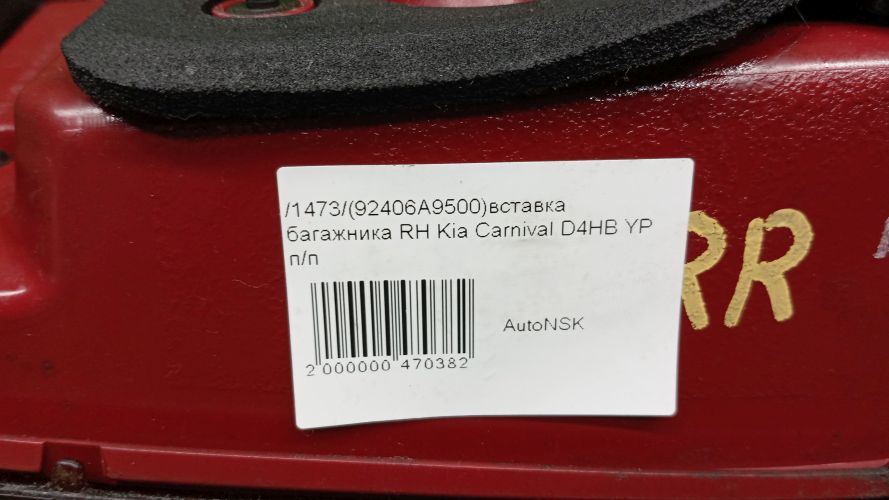 /1473/(92406A9500)вставка
багажника RH Kia Carnival D4HB YP
п/п
AutoNSK
2 000000 470382
RR